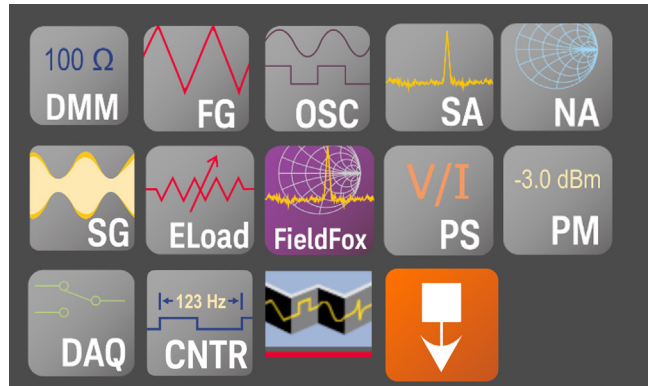 100 Ω
DMM
FG
OSC
SA
NA
SG
ELoad
FieldFox
V/I
PS
-3.0 dBm
PM
DAQ
123 Hz
CNTR